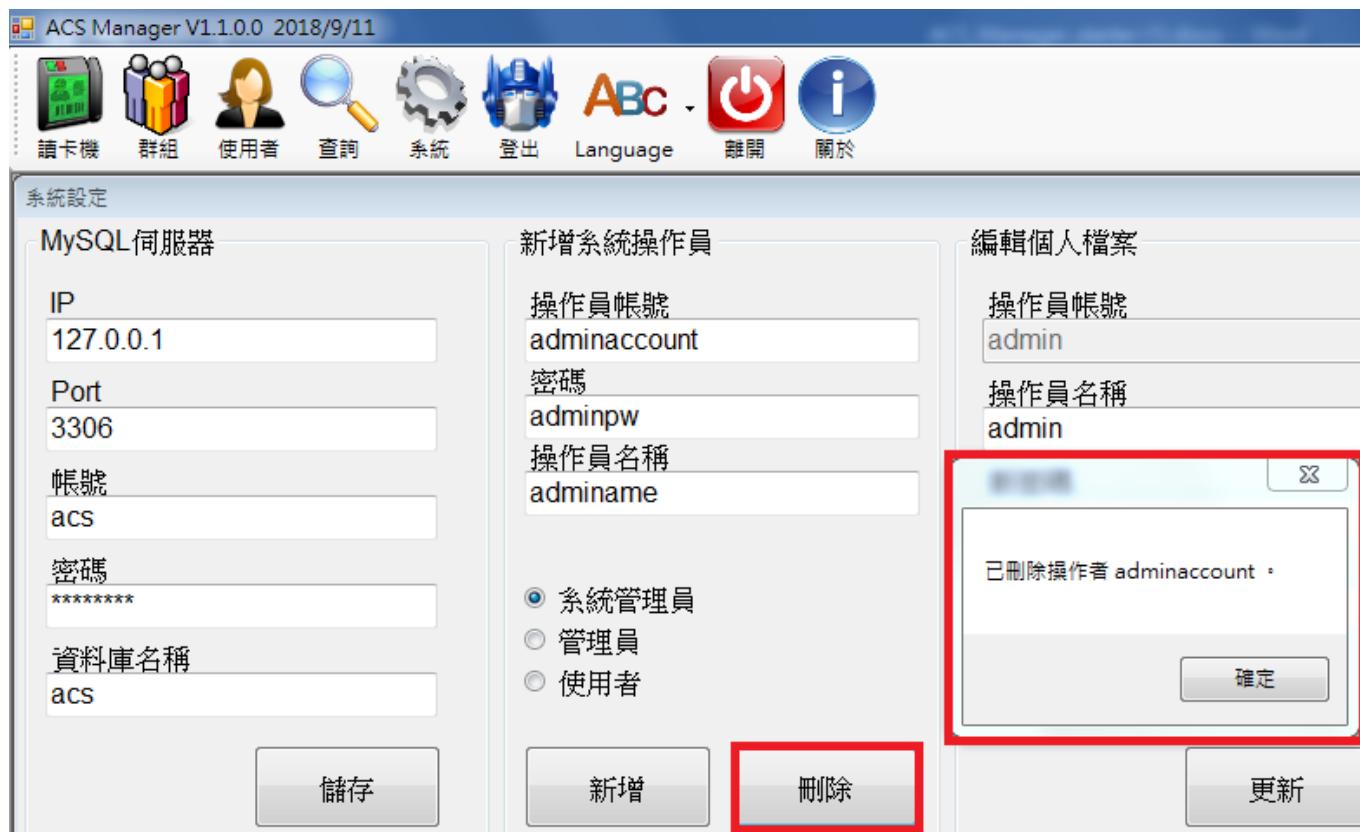 ACS Manager V1.1.0.0 2018/9/11
讀卡機 群組 使用者 查詢 系統 登出 Language 離開 關於
ABC
系統設定
MySQL伺服器
IP
127.0.0.1
Port
3306
帳號
acs
密碼
********
資料庫名稱
acs
儲存
新增系統操作員
操作員帳號
adminaccount
密碼
adminpw
操作員名稱
adminame
系統管理員
管理員
使用者
新增
刪除
編輯個人檔案
操作員帳號
admin
操作員名稱
admin
已刪除操作者 adminaccount 。
確定
更新